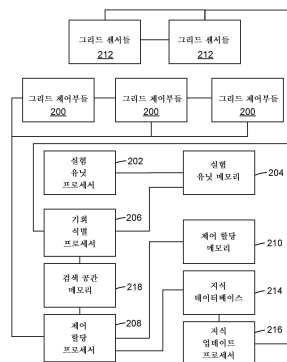 그리드 센서들
212
그리드 센서들
212
그리드 제어부들
200
그리드 제어부들
200
그리드 제어부들
200
실험
유닛
프로세서
202
실험
유닛 메모리
204
기회
식별
프로세서
206
제어 할당
메모리
210
검색 공간
메모리
218
지식
데이터베이스
214
제어
할당
프로세서
208
지식
업데이트
프로세서
216